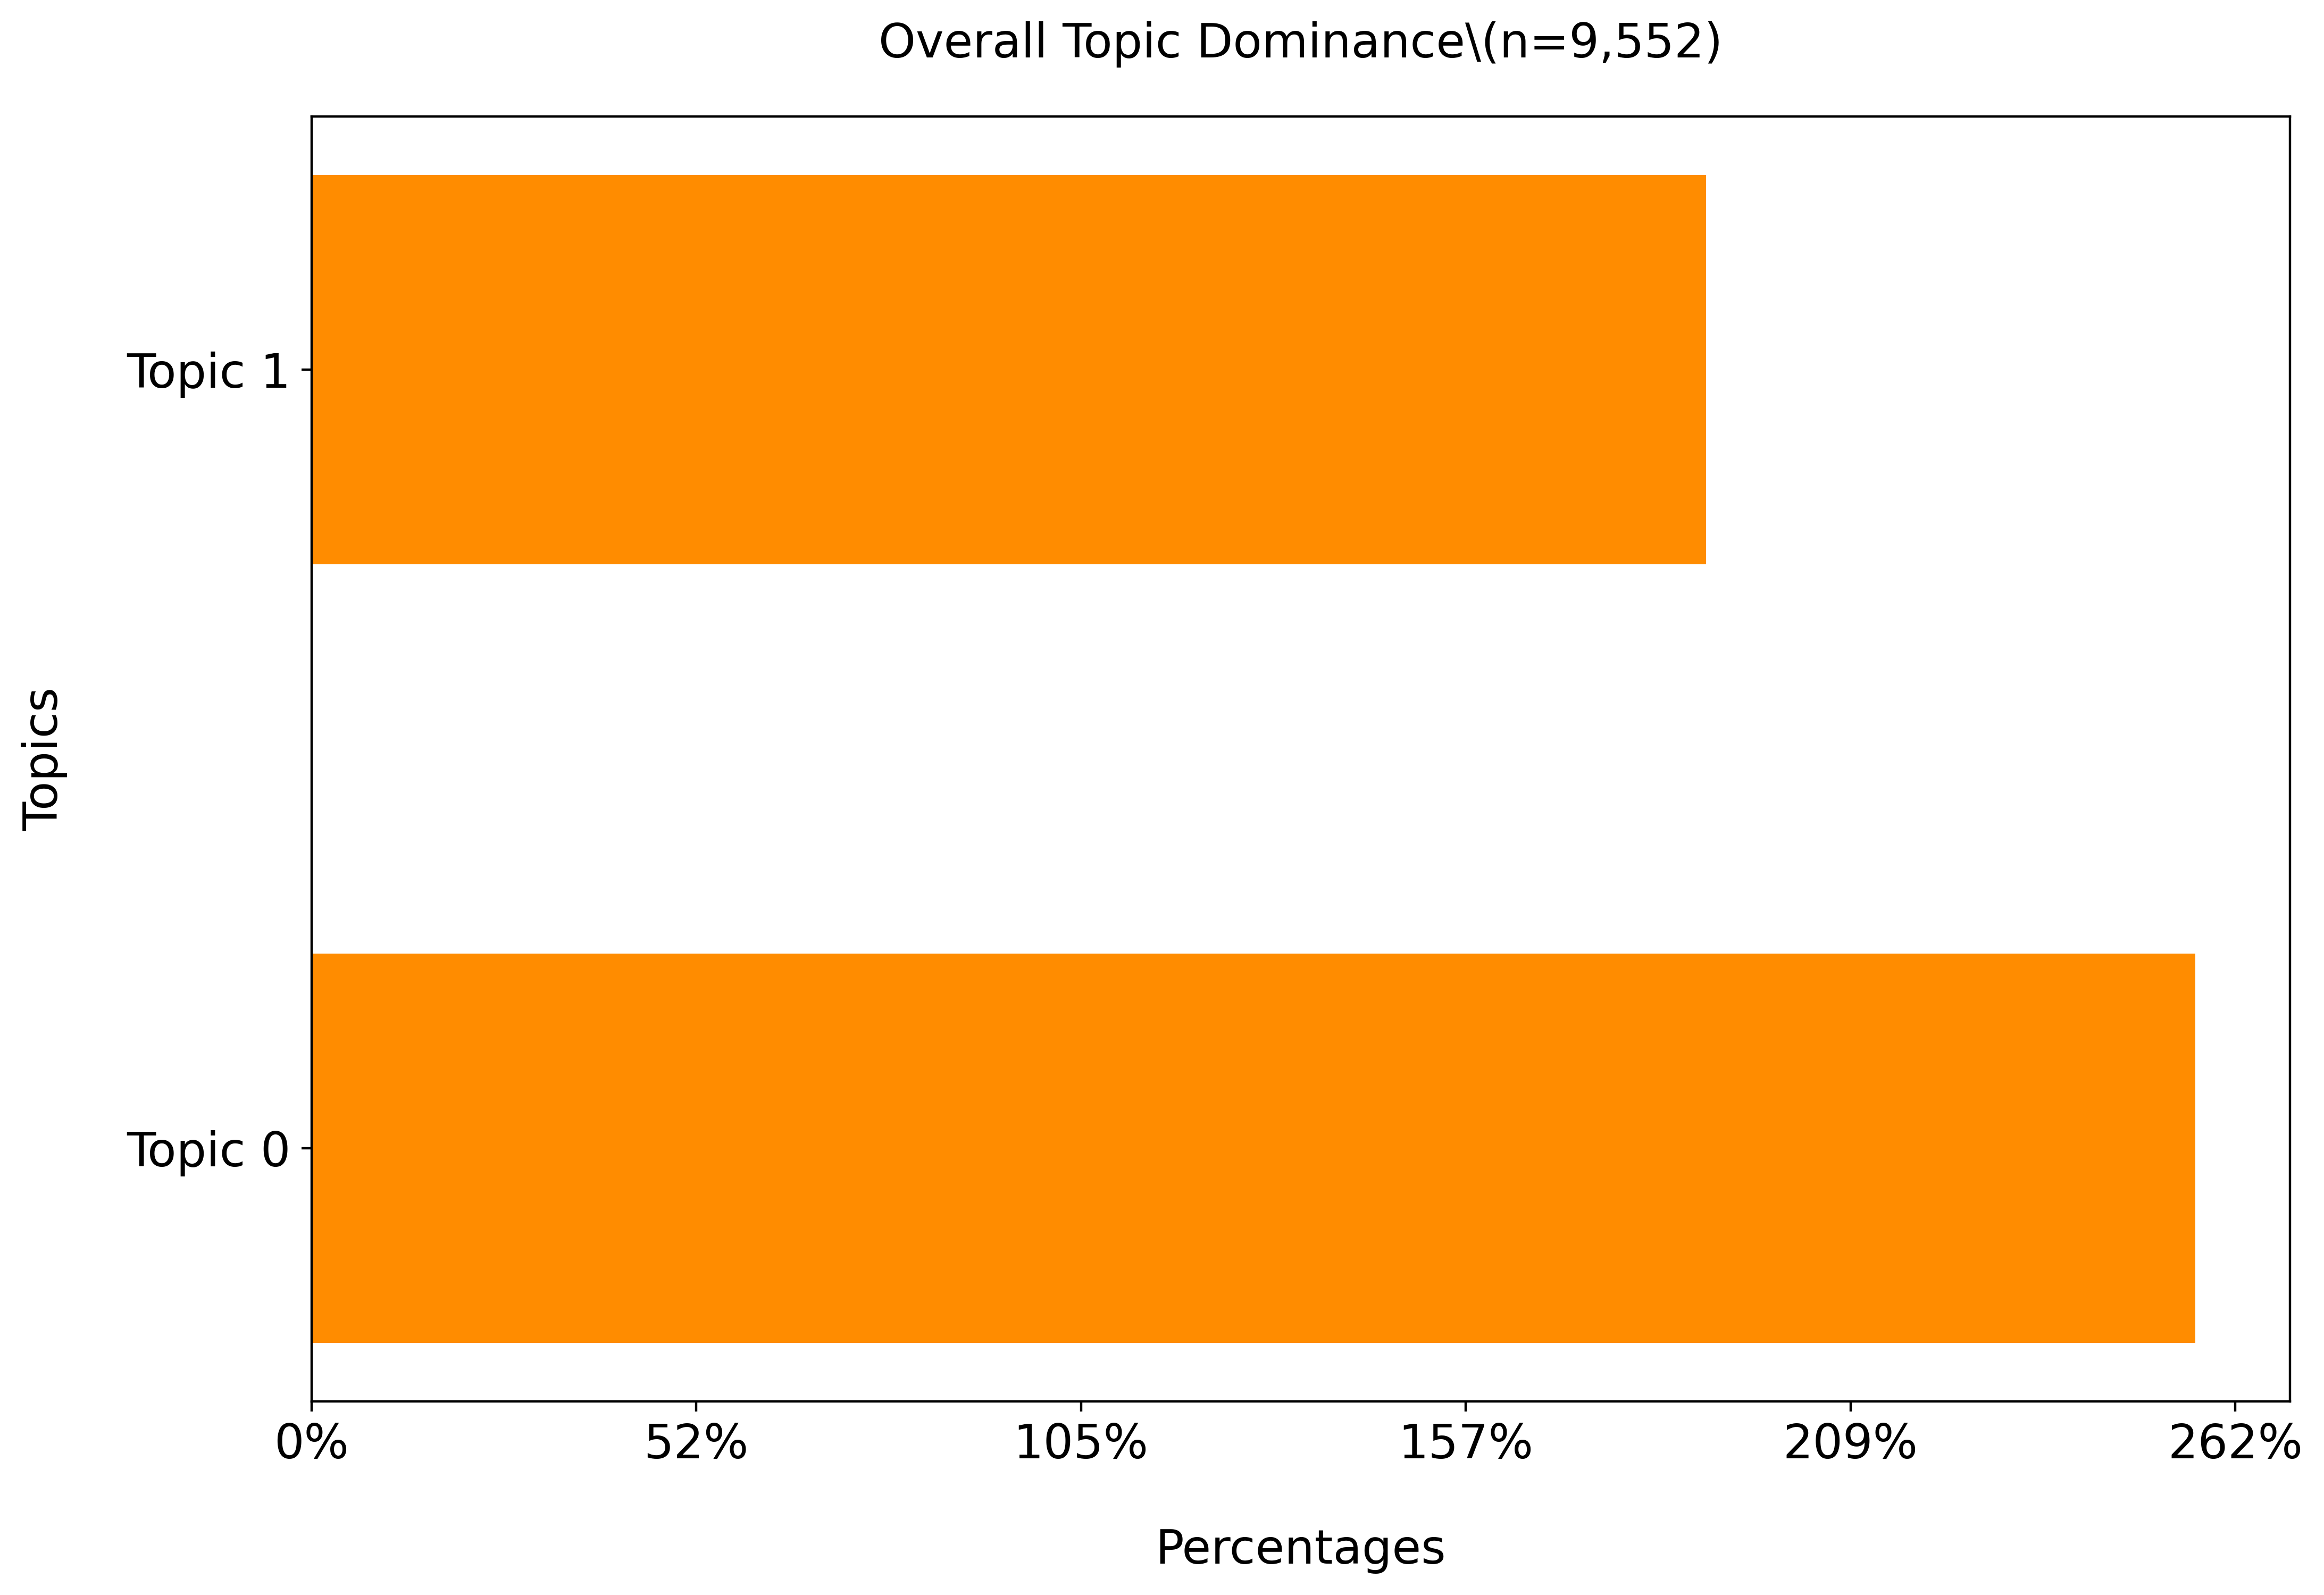 Overall Topic Dominance\(n=9,552)
Topic 1
Topics
Topic 0
0% 52% 105% 157% 209% 262%
Percentages